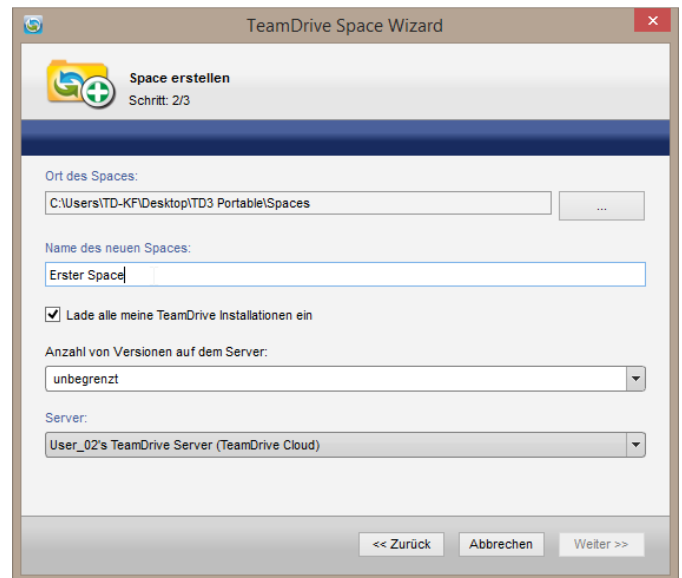 TeamDrive Space Wizard
Space erstellen
Schritt: 2/3
Ort des Spaces:
C:\Users\TD-KF\Desktop\TD3 Portable\Spaces
...
Name des neuen Spaces:
Erster Space
Lade alle meine TeamDrive Installationen ein
Anzahl von Versionen auf dem Server:
unbegrenzt
Server:
User_02's TeamDrive Server (TeamDrive Cloud)
<< Zurück Abbrechen Weiter >>